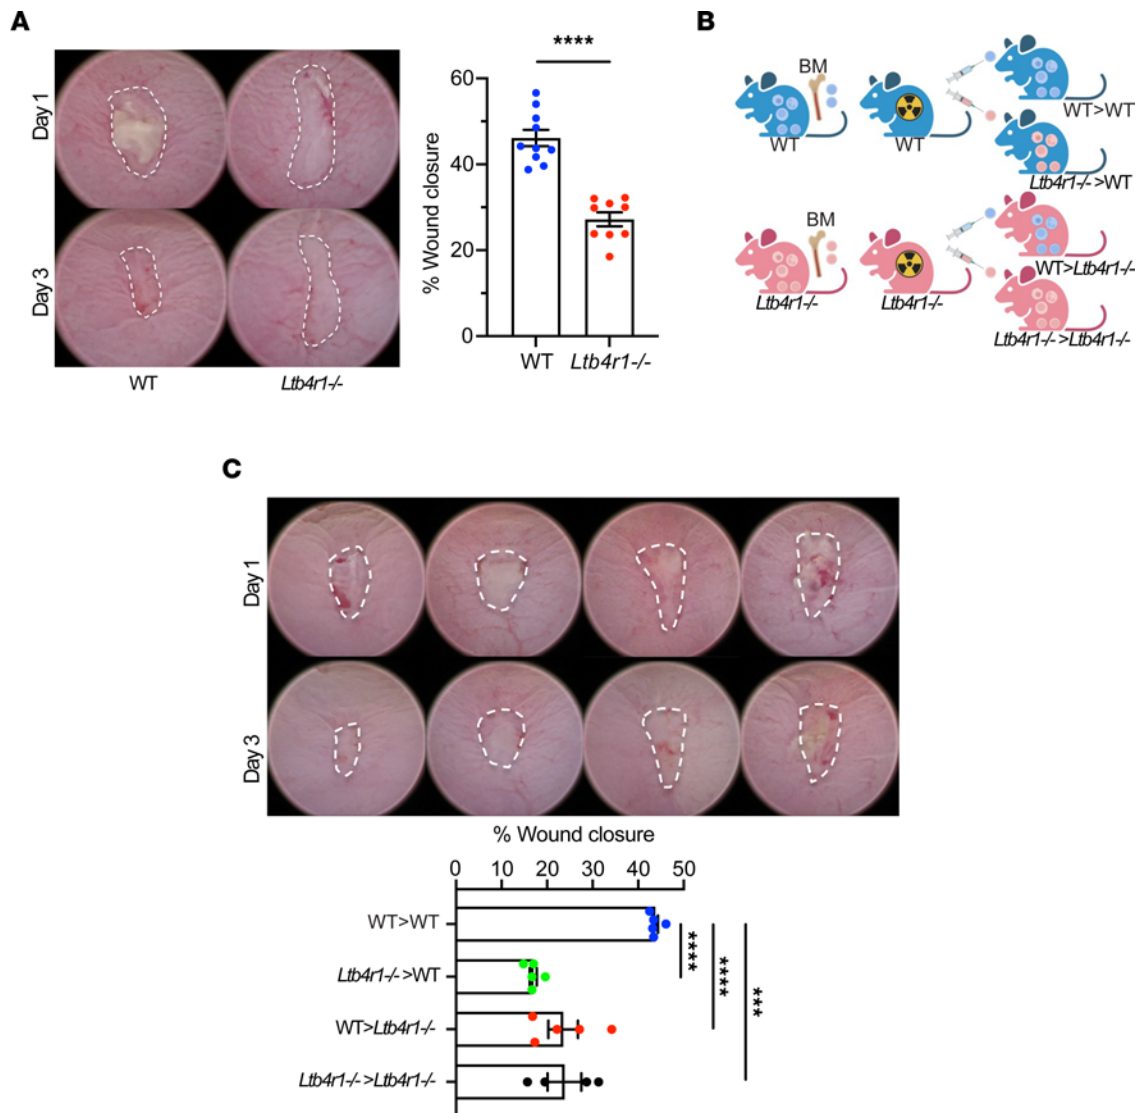 A
Day 1
Day 3
WT
Ltb4r1-/-
****
% Wound closure
60
40
20
0
WT
Ltb4r1-/-
B
BM
WT
WT
WT>WT
Ltb4r1-/->WT
BM
Ltb4r1-/-
Ltb4r1-/-
WT>Ltb4r1-/-
Ltb4r1-/->Ltb4r1-/-
C
Day 1
Day 3
% Wound closure
0 10 20 30 40 50
WT>WT
Ltb4r1-/->WT
WT>Ltb4r1-/-
Ltb4r1-/->Ltb4r1-/-
****
****
***